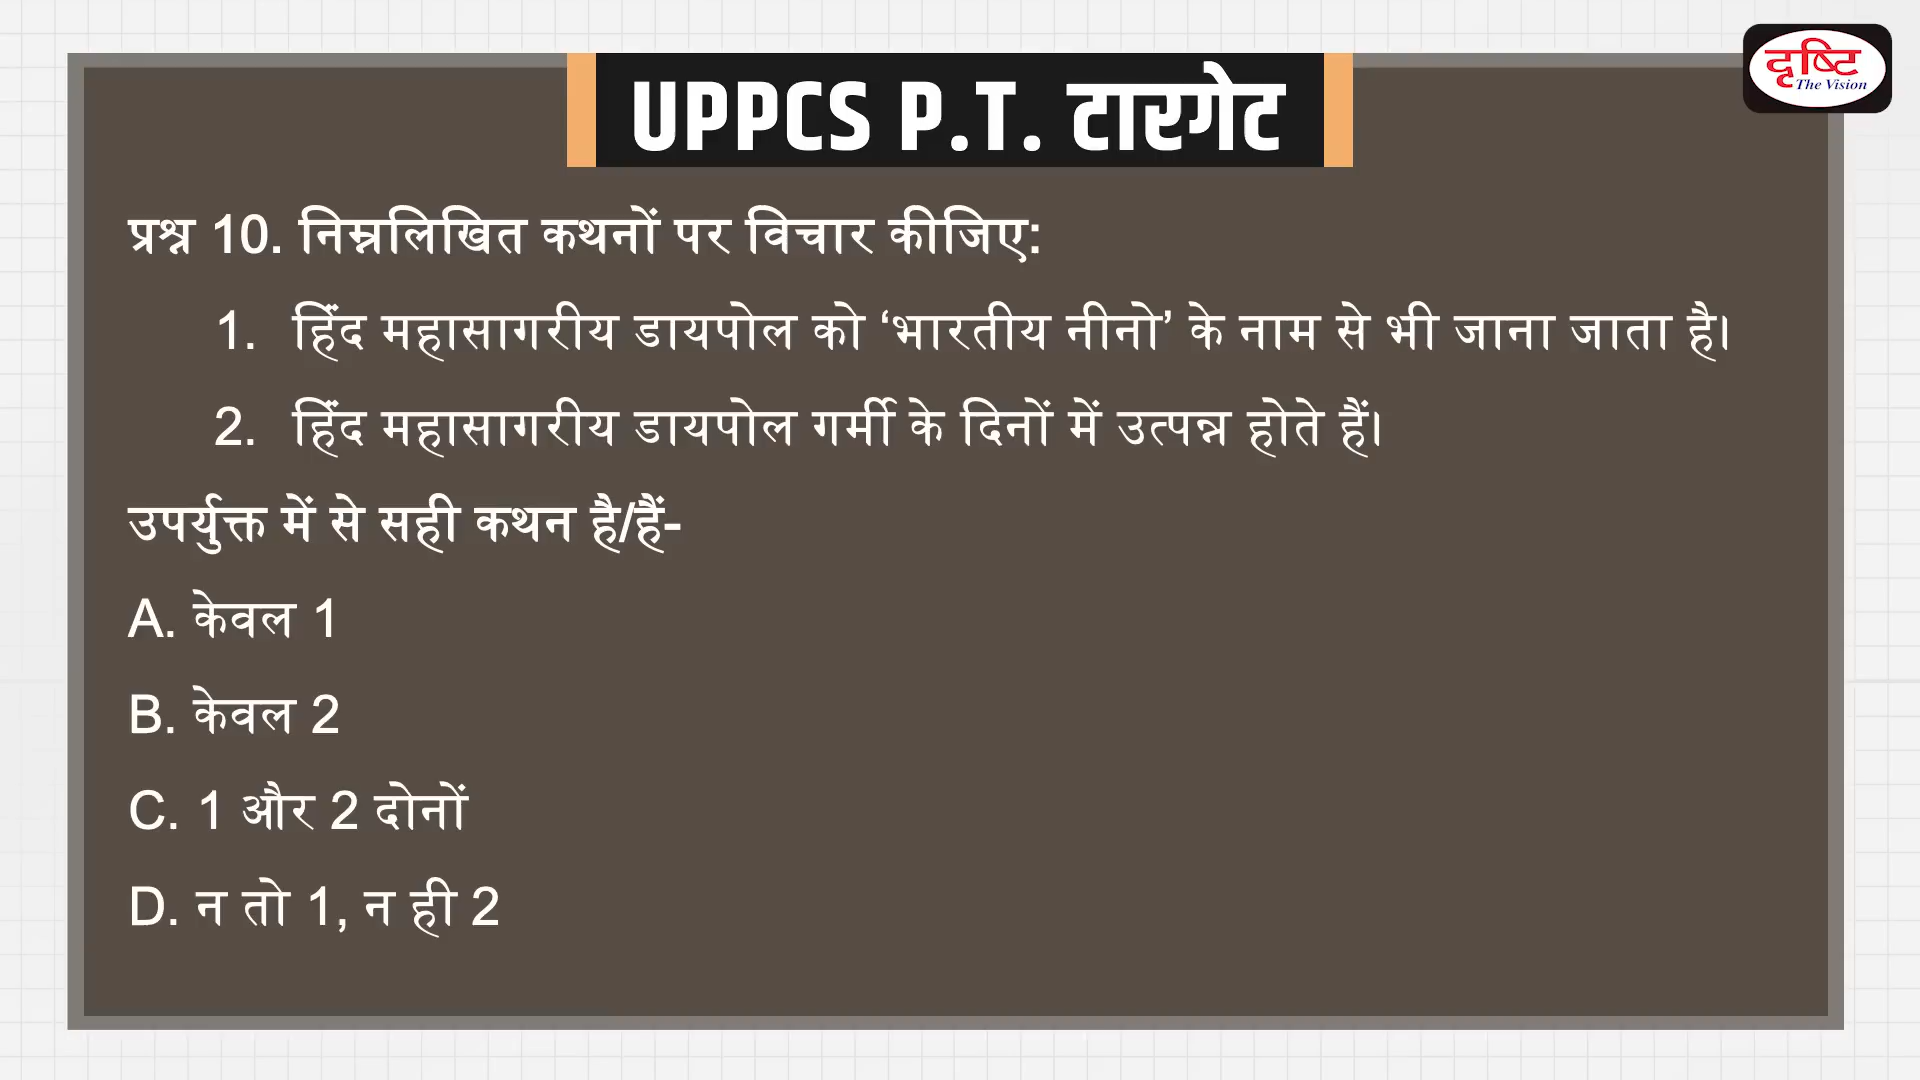 दृष्टि
The Vision
UPPCS P.T. टारगेट
प्रश्न 10. निम्नलिखित कथनों पर विचार कीजिए:
1. हिंद महासागरीय डायपोल को ‘भारतीय नीनो’ के नाम से भी जाना जाता है।
2. हिंद महासागरीय डायपोल गर्मी के दिनों में उत्पन्न होते हैं।
उपर्युक्त में से सही कथन है/हैं-
A. केवल 1
B. केवल 2
C. 1 और 2 दोनों
D. न तो 1, न ही 2